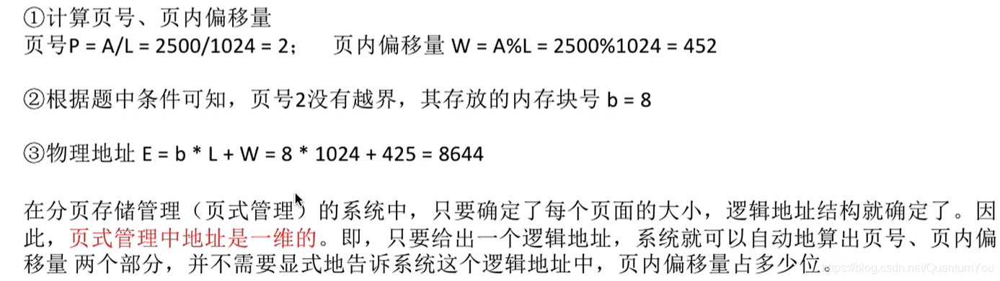 ①计算页号、页内偏移量
页号P = A/L = 2500/1024 = 2； 页内偏移量 W = A%L = 2500%1024 = 452
②根据题中条件可知，页号2没有越界，其存放的内存块号 b = 8
③物理地址 E = b * L + W = 8 * 1024 + 425 = 8644
在分页存储管理（页式管理）的系统中，只要确定了每个页面的大小，逻辑地址结构就确定了。因
此，页式管理中地址是一维的。即，只要给出一个逻辑地址，系统就可以自动地算出页号、页内偏
移量 两个部分，并不需要显式地告诉系统这个逻辑地址中，页内偏移量占多少位。
https://blog.csdn.net/QuantumYou